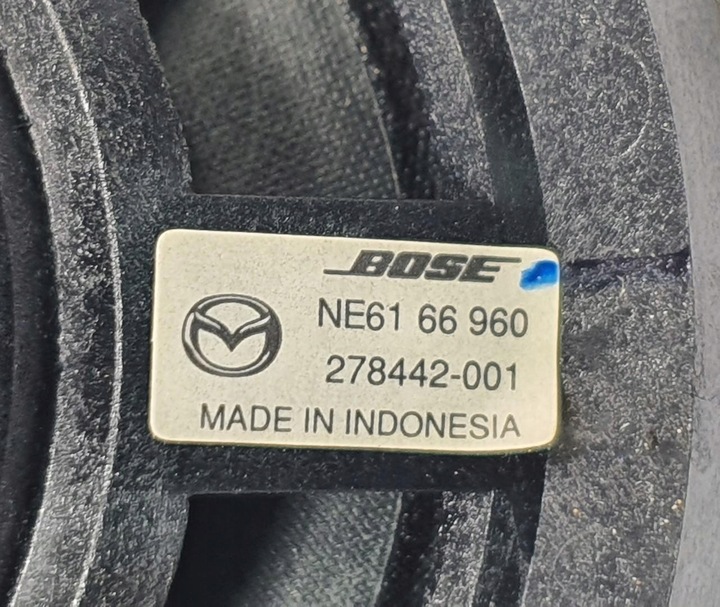 BOSE
NE61 66 960
278442-001
MADE IN INDONESIA